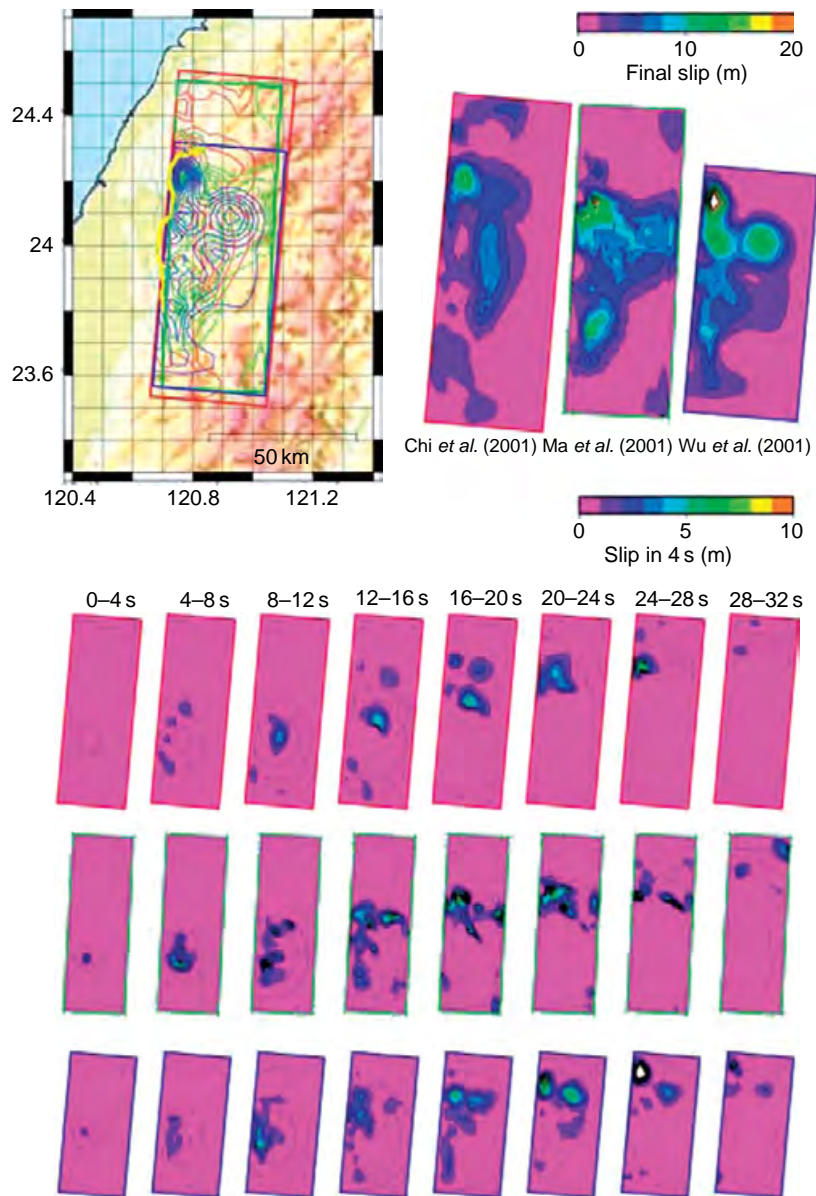 0 10 20
Final slip (m)
24.4
24
23.6
50 km
120.4 120.8 121.2
Chi et al. (2001) Ma et al. (2001) Wu et al. (2001)
0 5 10
Slip in 4 s (m)
0–4 s 4–8 s 8–12 s 12–16 s 16–20 s 20–24 s 24–28 s 28–32 s